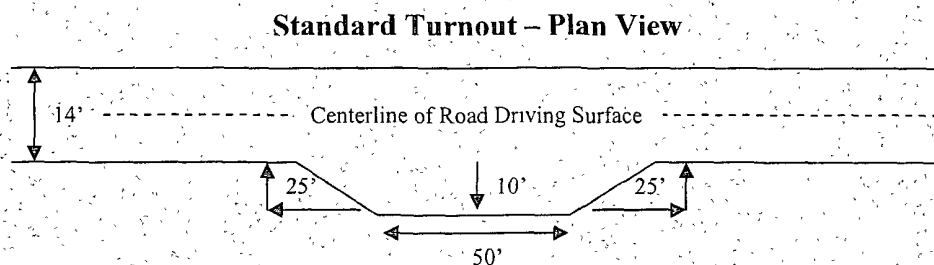 Standard Turnout – Plan View
14'
Centerline of Road Driving Surface
25'
10'
25'
50'